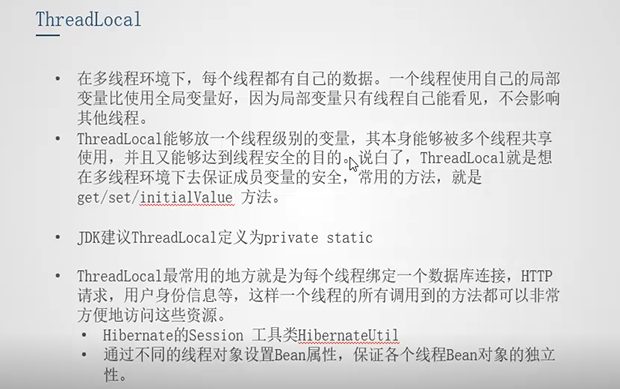 ThreadLocal
• 在多线程环境下，每个线程都有自己的数据。一个线程使用自己的局部
变量比使用全局变量好，因为局部变量只有线程自己能看见，不会影响
其他线程。
• ThreadLocal能够放一个线程级别的变量，其本身能够被多个线程共享
使用，并且又能够达到线程安全的目的。说白了，ThreadLocal就是想
在多线程环境下去保证成员变量的安全，常用的方法，就是
get/set/initialValue 方法。
• JDK建议ThreadLocal定义为private static
• ThreadLocal最常用的地方就是为每个线程绑定一个数据库连接，HTTP
请求，用户身份信息等，这样一个线程的所有调用到的方法都可以非常
方便地访问这些资源。
• Hibernate的Session 工具类HibernateUtil
• 通过不同的线程对象设置Bean属性，保证各个线程Bean对象的独立
性。